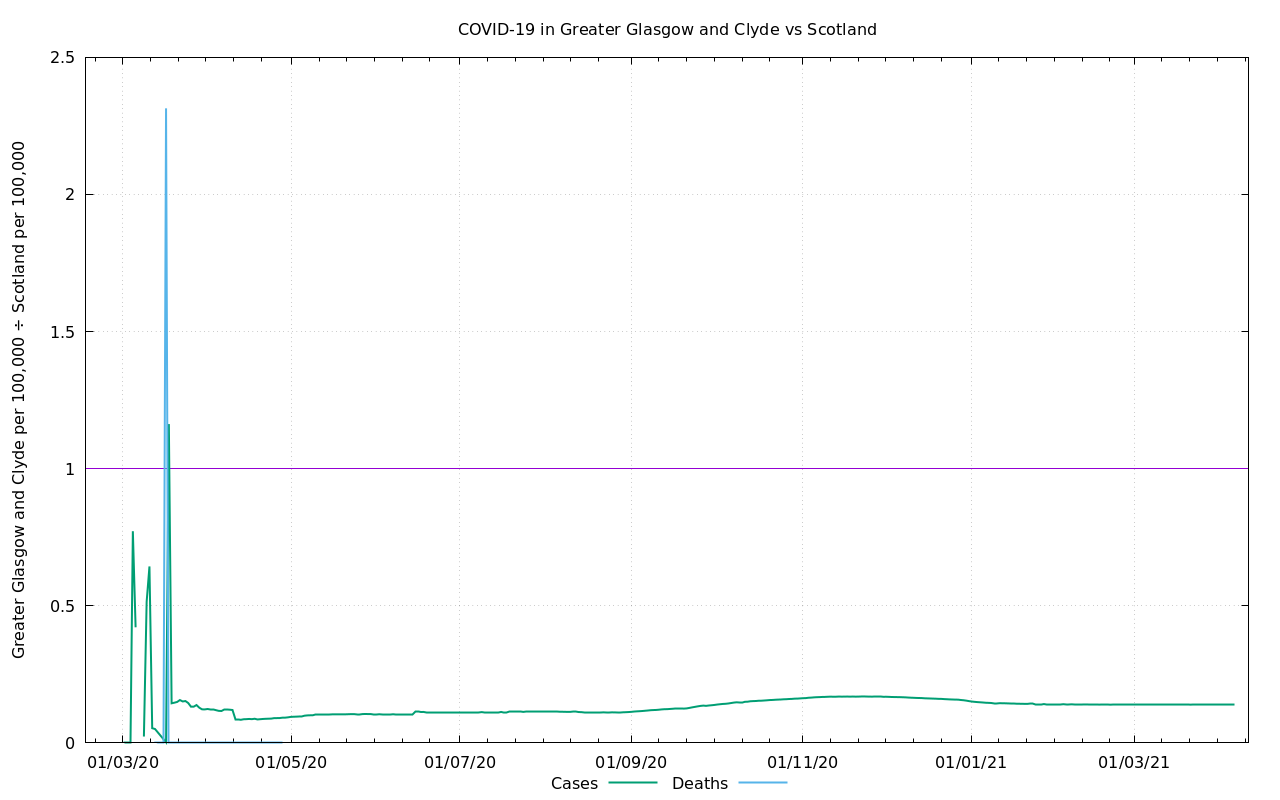 COVID-19 in Greater Glasgow and Clyde vs Scotland
Greater Glasgow and Clyde per 100,000 ÷ Scotland per 100,000
2.5
2
1.5
1
0.5
0
01/03/20 01/05/20 01/07/20 01/09/20 01/11/20 01/01/21 01/03/21
Cases Deaths